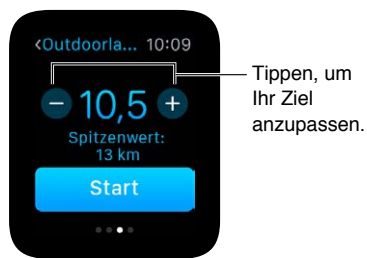 <Outdoorla... 10:09
− 10,5 +
Spitzenwert:
13 km
Start
Tippen, um
Ihr Ziel
anzupassen.